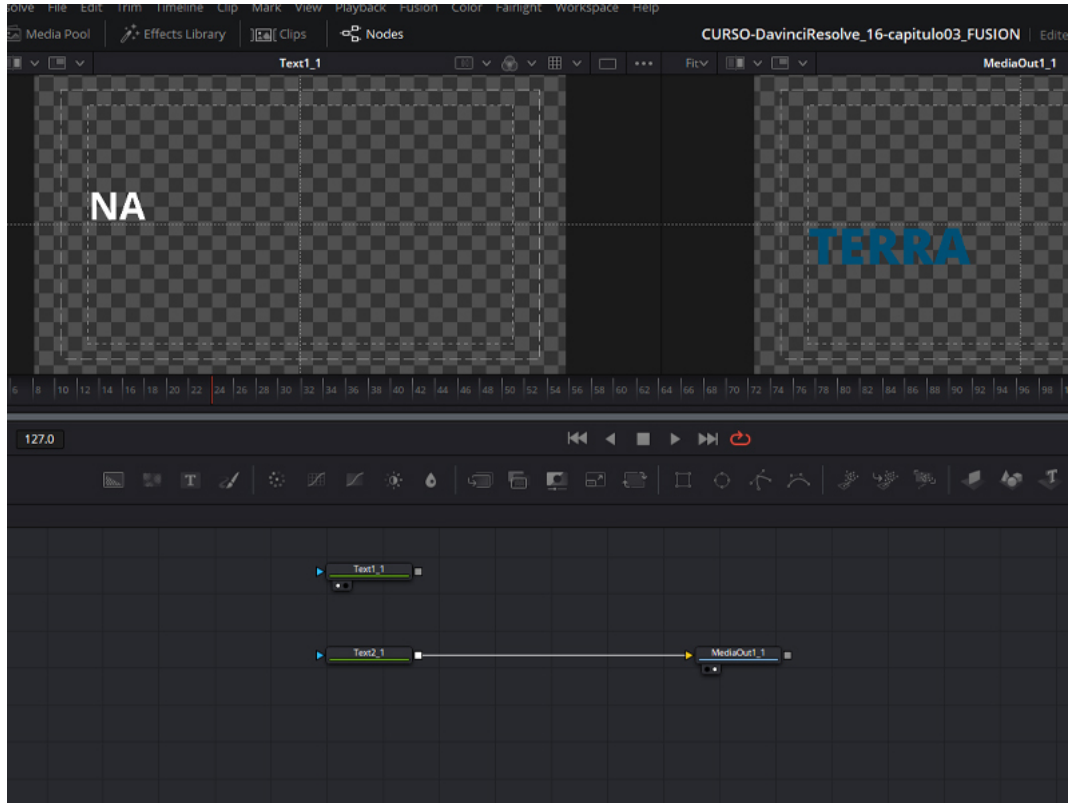 solve File Edit Trim Timeline Clip Mark View Playback Fusion Color Fairlight Workspace Help
Media Pool Effects Library Clips Nodes CURSO-DavinciResolve_16-capitulo03_FUSION Edite
Text1_1 Fit MediaOut1_1
NA
TERRA
6 8 10 12 14 16 18 20 22 24 26 28 30 32 34 36 38 40 42 44 46 48 50 52 54 56 58 60 62 64 66 68 70 72 74 76 78 80 82 84 86 88 90 92 94 96 98
127.0
T T
Text1_1
Text2_1 MediaOut1_1